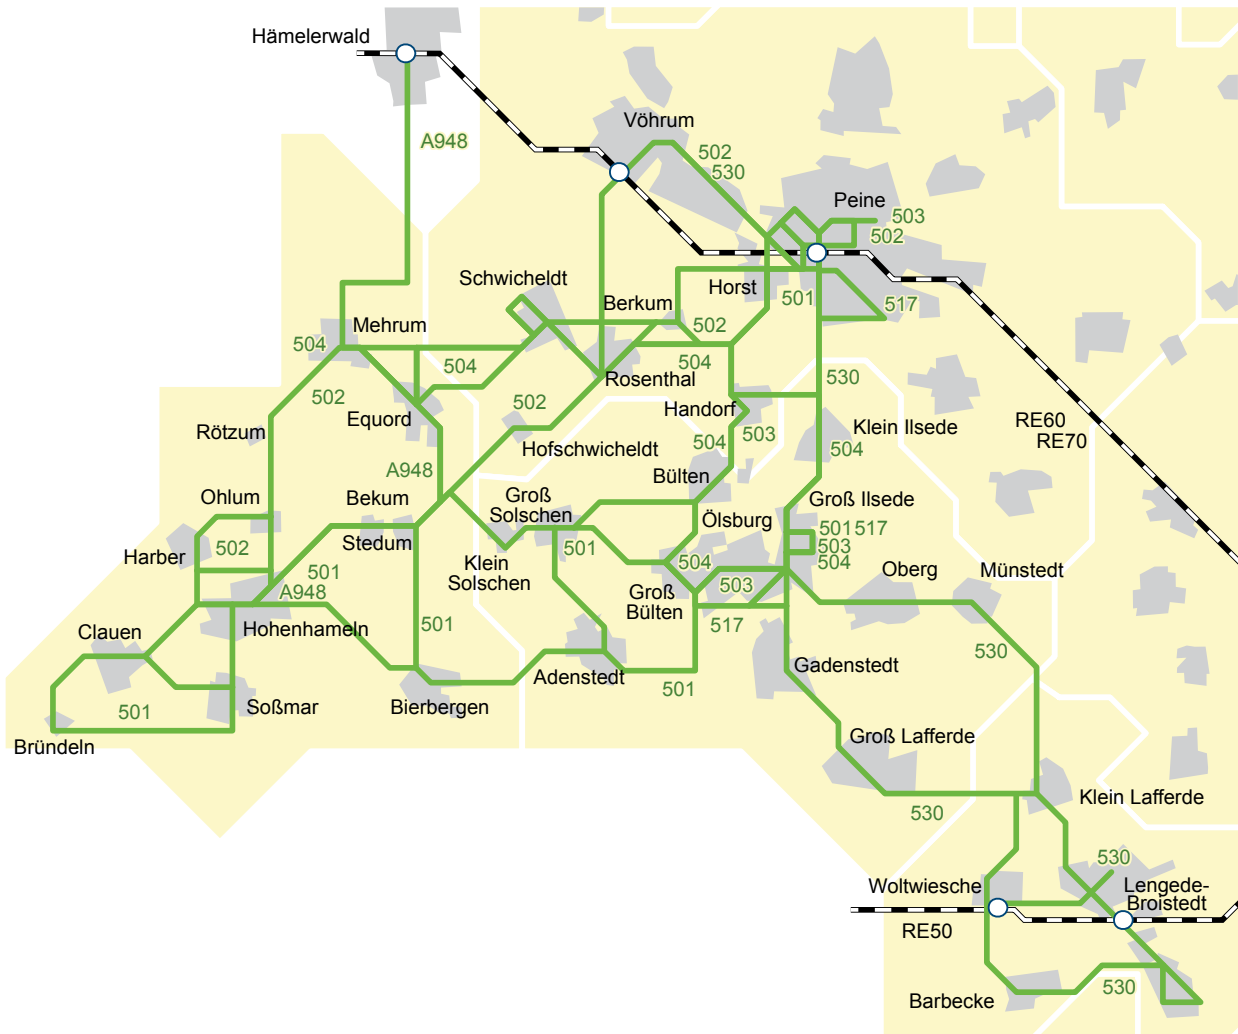 Hämelerwald
A948
Vöhrum
502
530
Peine
503
502
Schwicheldt
Berkum
Horst
501
517
Mehrum
504
504
502
504
Rosenthal
530
RE60
RE70
502
Equord
502
Handorf
503
Klein Ilsede
Rötzum
Hofschwicheldt
504
504
A948
Bülten
Ohlum
Bekum
Groß
Solschen
Ölsburg
Groß Ilsede
501 517
503
504
Harber
502
Stedum
501
Klein
Solschen
504
Oberg
Münstedt
501
A948
Groß
Bülten
503
517
Clauen
Hohenhameln
501
530
Gadenstedt
Adenstedt
501
Soßmar
Bierbergen
501
Bründeln
Groß Lafferde
530
Klein Lafferde
530
Woltwiesche
Lengede-
Broistedt
RE50
Barbecke
530